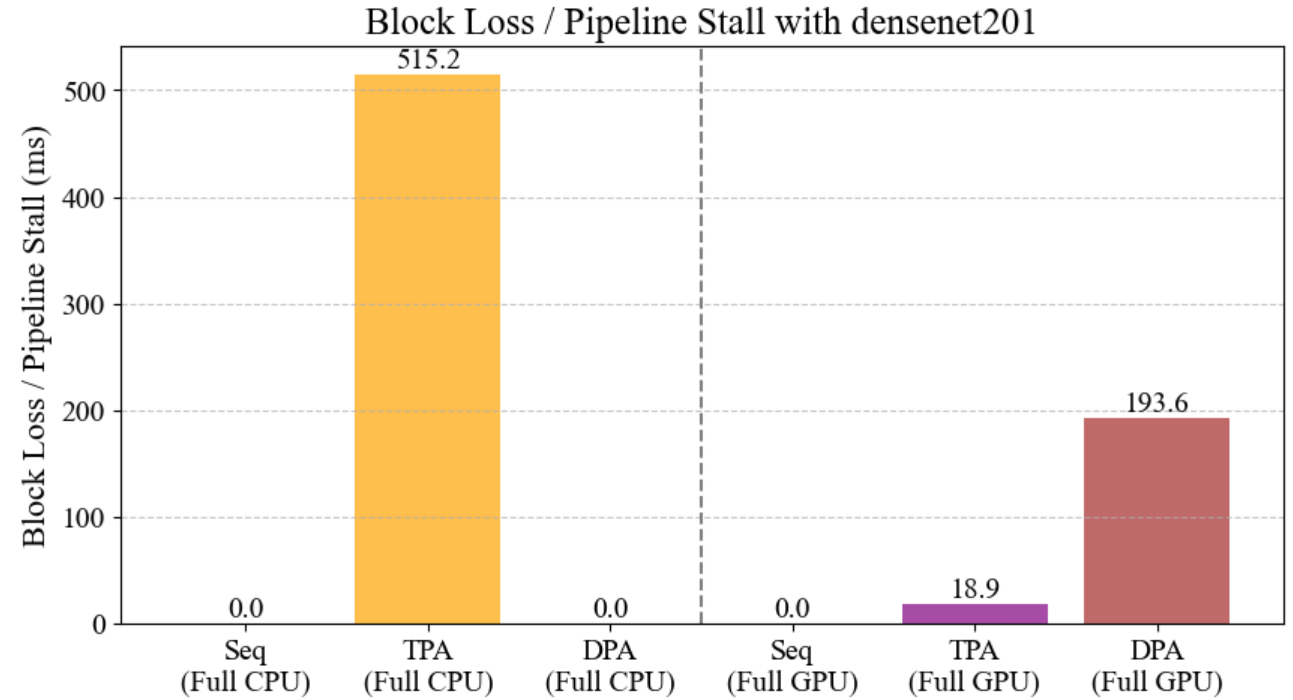 Block Loss / Pipeline Stall with densenet201
Block Loss / Pipeline Stall (ms)
500
400
300
200
100
0
0.0
515.2
0.0
0.0
18.9
193.6
Seq
(Full CPU)
TPA
(Full CPU)
DPA
(Full CPU)
Seq
(Full GPU)
TPA
(Full GPU)
DPA
(Full GPU)